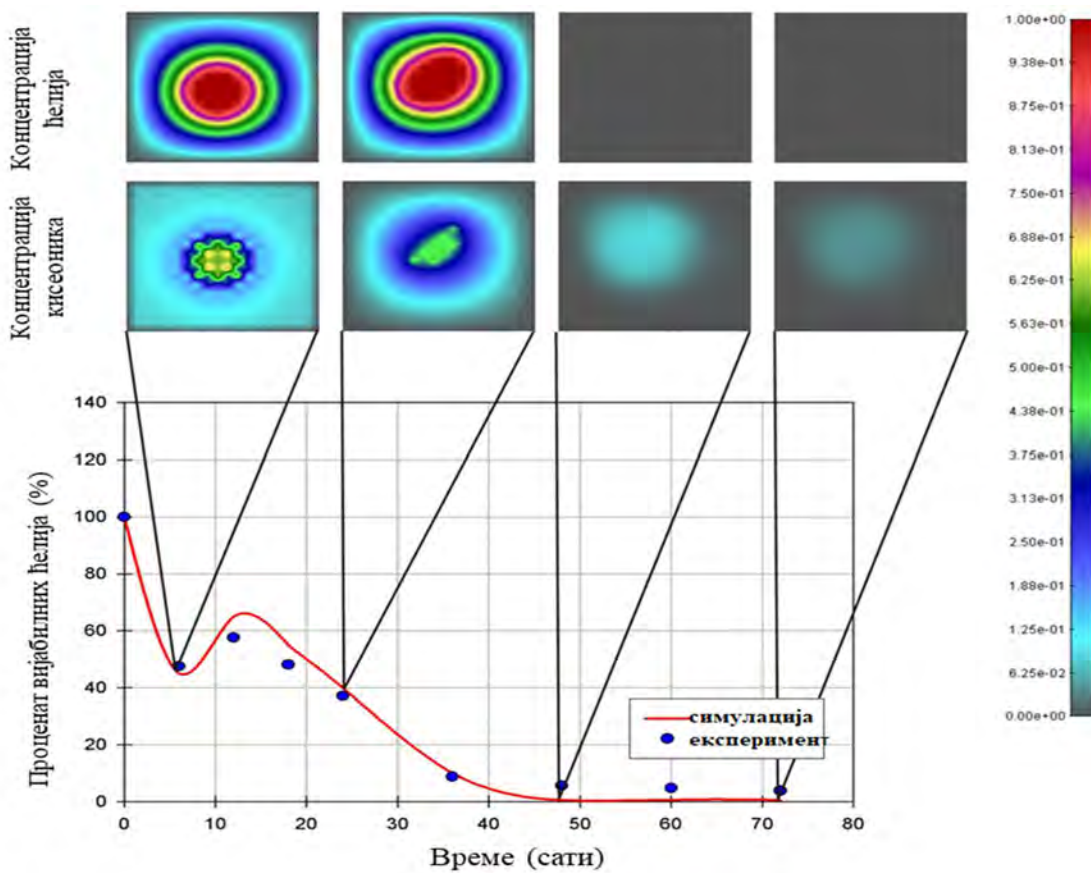 Концентрација
ћелија
Концентрација
кисеоника
1.00e+00
9.38e-01
8.75e-01
8.13e-01
7.50e-01
6.88e-01
6.25e-01
5.63e-01
5.00e-01
4.38e-01
3.75e-01
3.13e-01
2.50e-01
1.88e-01
1.25e-01
6.25e-02
0.00e+00
Проценат вијабилних ћелија (%)
140
120
100
80
60
40
20
0
симулација
експеримент
0 10 20 30 40 50 60 70 80
Време (сати)